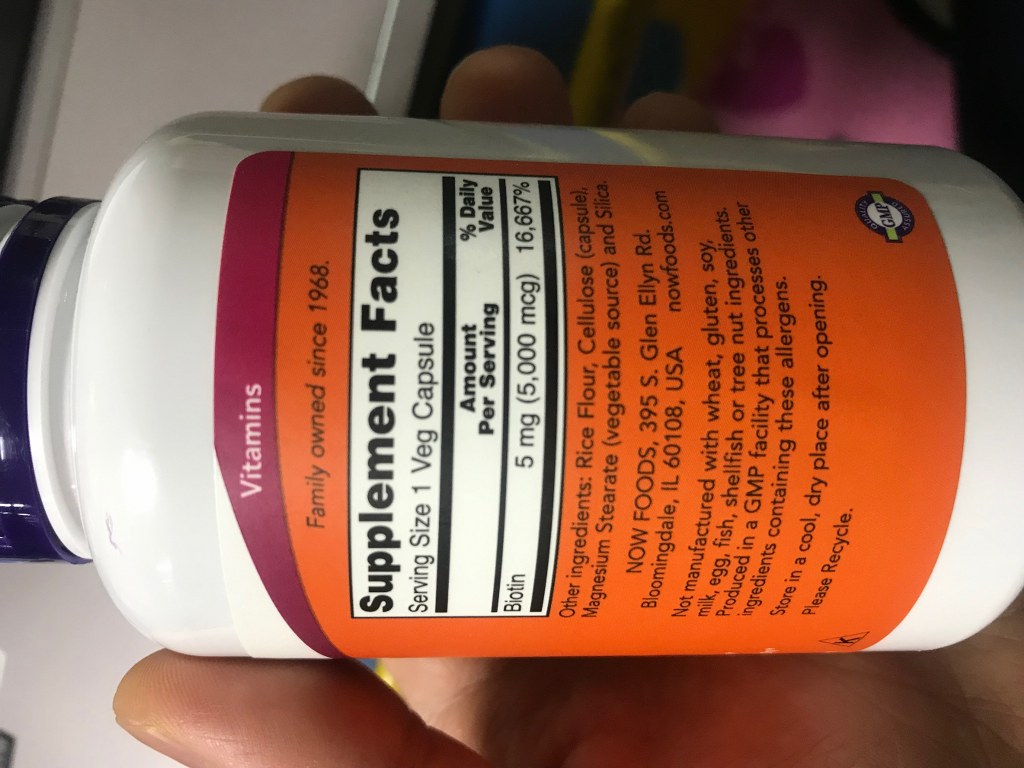 Vitamins
Family owned since 1968.
Supplement Facts
Serving Size 1 Veg Capsule
Amount Per Serving
% Daily Value
Biotin 5 mg (5,000 mcg) 16,667%
Other ingredients: Rice Flour, Cellulose (capsule),
Magnesium Stearate (vegetable source) and Silica.
NOW FOODS, 395 S. Glen Ellyn Rd.
Bloomingdale, IL 60108, USA nowfoods.com
Not manufactured with wheat, gluten, soy,
milk, egg, fish, shellfish or tree nut ingredients.
Produced in a GMP facility that processes other
ingredients containing these allergens.
Store in a cool, dry place after opening.
Please Recycle.
K
QUALITY
GMP
ASSURED